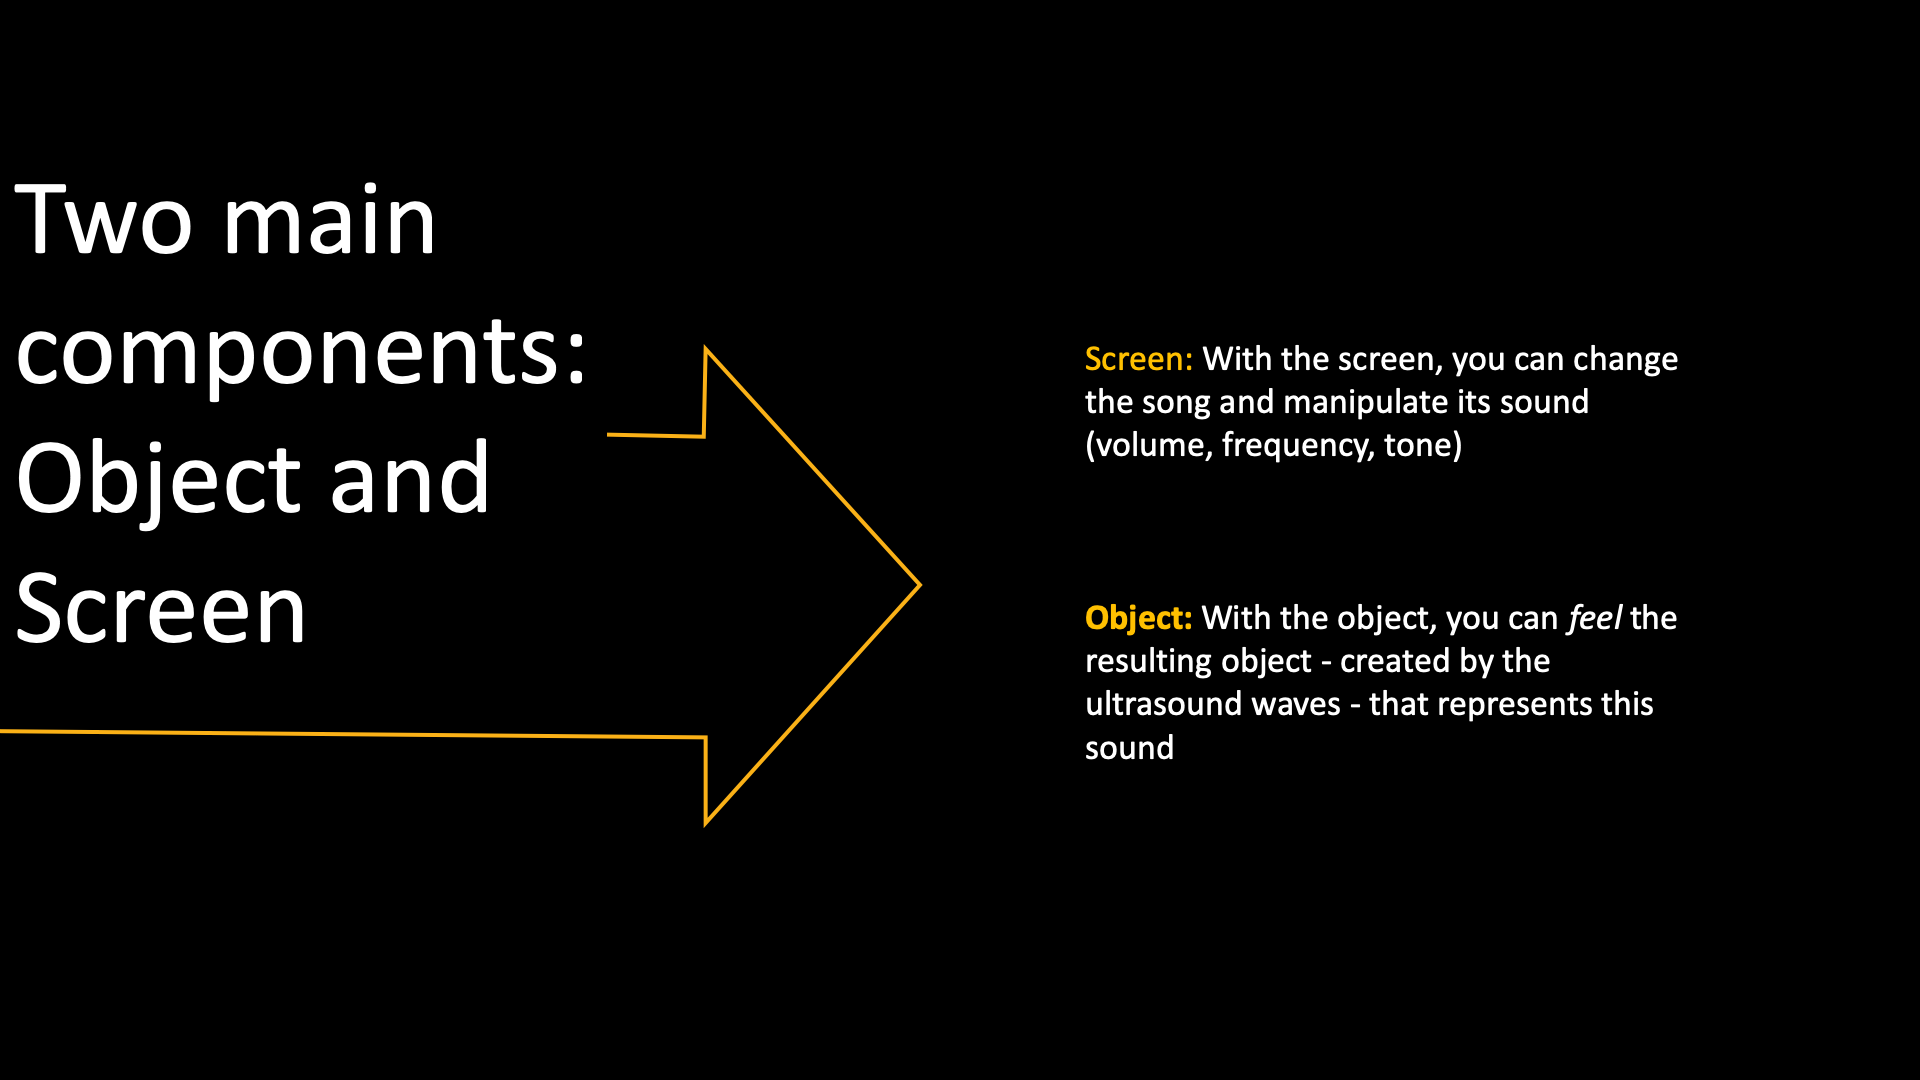 Two main
components:
Object and
Screen
Screen: With the screen, you can change
the song and manipulate its sound
(volume, frequency, tone)
Object: With the object, you can feel the
resulting object - created by the
ultrasound waves - that represents this
sound